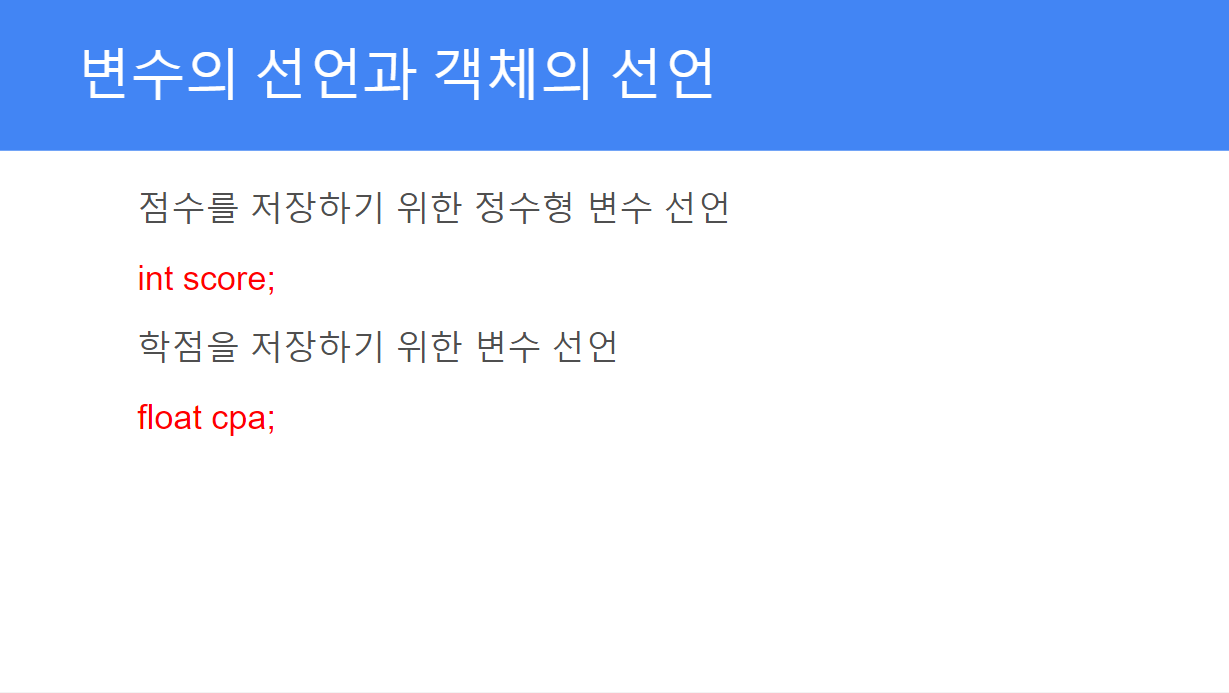 변수의 선언과 객체의 선언
점수를 저장하기 위한 정수형 변수 선언
int score;
학점을 저장하기 위한 변수 선언
float cpa;